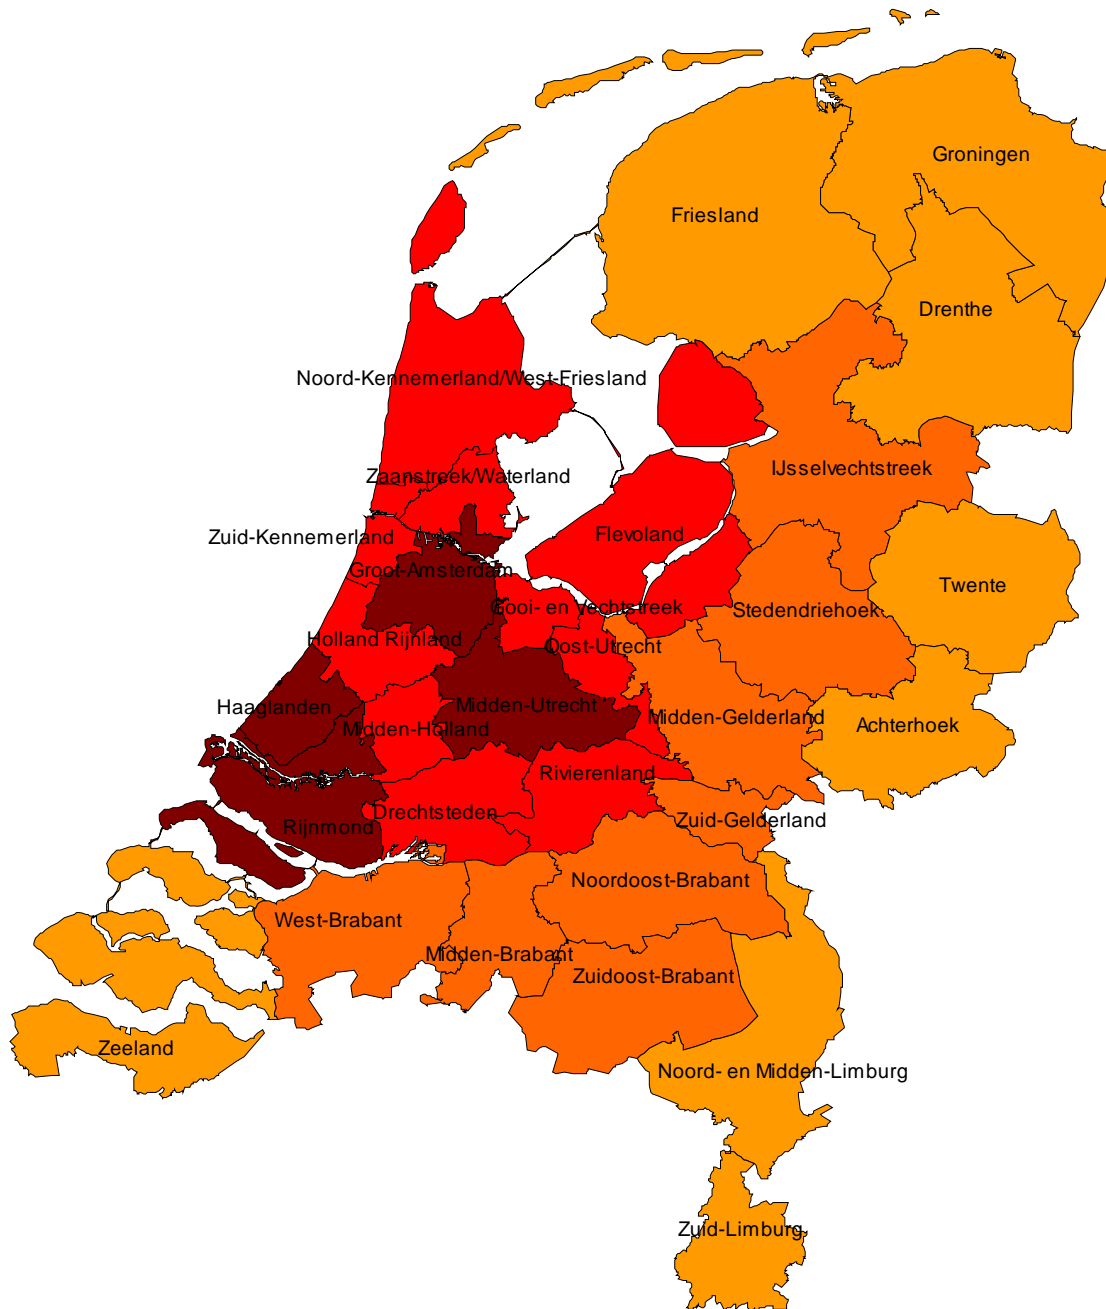 Groningen
Friesland
Drenthe
Noord-Kennemerland/West-Friesland
IJsselvechtstreek
Zaanstreek/Waterland
Zuid-Kennemerland
Flevoland
Groot-Amsterdam
Twente
Gooi- en Vechtstreek
Stedendriehoek
Holland Rijnland
Oost-Utrecht
Haaglanden
Midden-Utrecht
Midden-Gelderland
Achterhoek
Midden-Holland
Rivierenland
Drechtsteden
Zuid-Gelderland
Rijnmond
Noordoost-Brabant
West-Brabant
Midden-Brabant
Zuidoost-Brabant
Zeeland
Noord- en Midden-Limburg
Zuid-Limburg